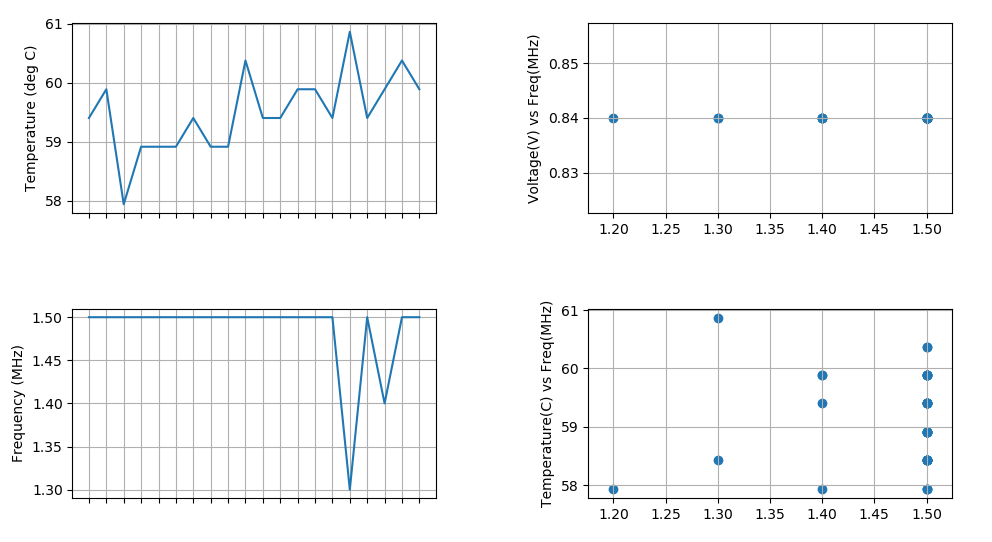 Temperature (deg C)
61
60
59
58
Voltage(V) vs Freq(MHz)
0.85
0.84
0.83
1.20 1.25 1.30 1.35 1.40 1.45 1.50
Frequency (MHz)
1.50
1.45
1.40
1.35
1.30
Temperature(C) vs Freq(MHz)
61
60
59
58
1.20 1.25 1.30 1.35 1.40 1.45 1.50